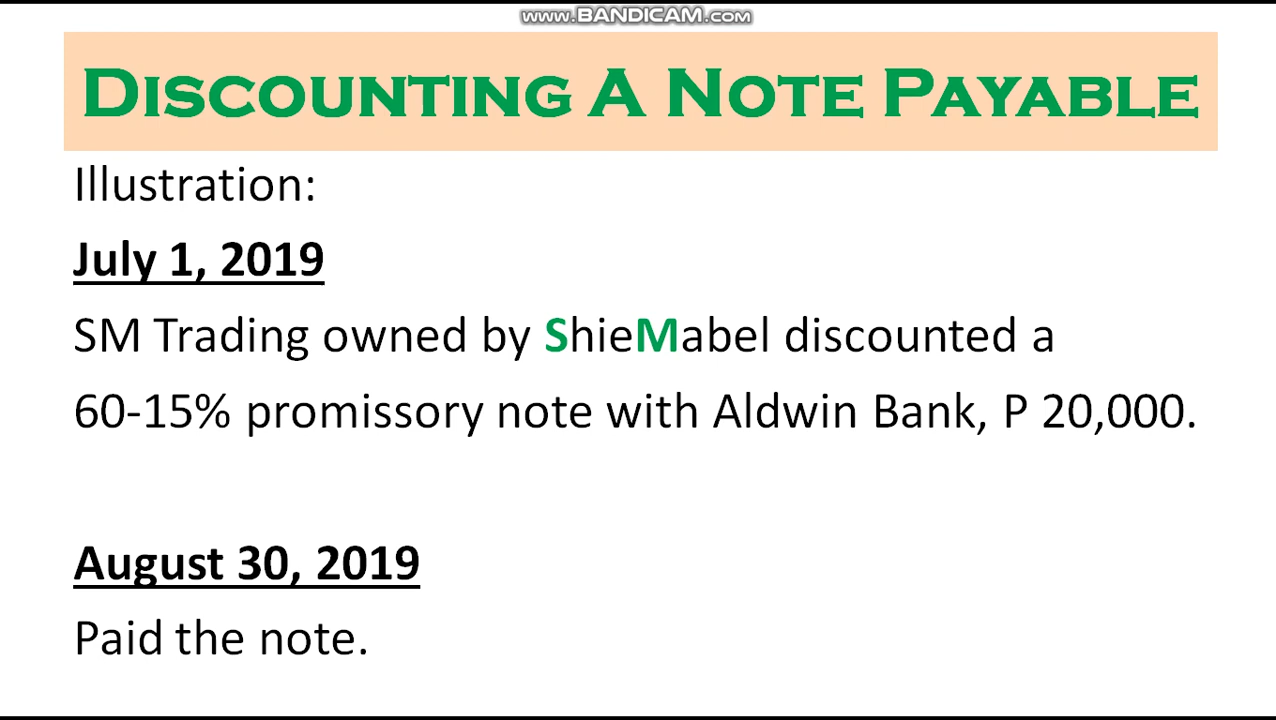 www.BANDICAM.com
DISCOUNTING A NOTE PAYABLE
Illustration:
July 1, 2019
SM Trading owned by ShieMabel discounted a
60-15% promissory note with Aldwin Bank, P 20,000.
August 30, 2019
Paid the note.